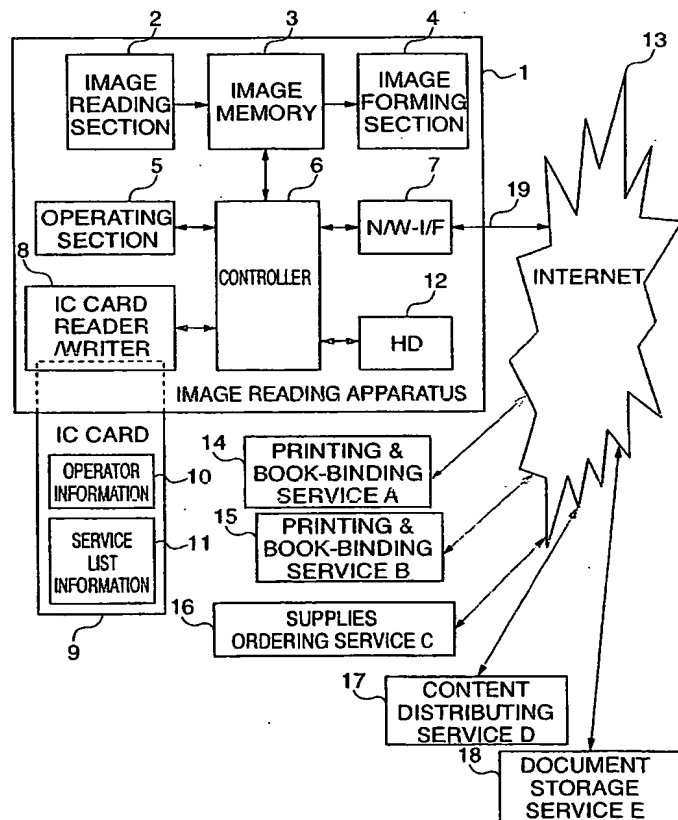 2
3
4
1
13
IMAGE
READING
SECTION
IMAGE
MEMORY
IMAGE
FORMING
SECTION
5
6
7
19
OPERATING
SECTION
CONTROLLER
N/W-I/F
INTERNET
8
12
IC CARD
READER
/WRITER
HD
IMAGE READING APPARATUS
IC CARD
OPERATOR
INFORMATION
10
SERVICE
LIST
INFORMATION
11
9
14
PRINTING &
BOOK-BINDING
SERVICE A
15
PRINTING &
BOOK-BINDING
SERVICE B
16
SUPPLIES
ORDERING SERVICE C
17
CONTENT
DISTRIBUTING
SERVICE D
18
DOCUMENT
STORAGE
SERVICE E